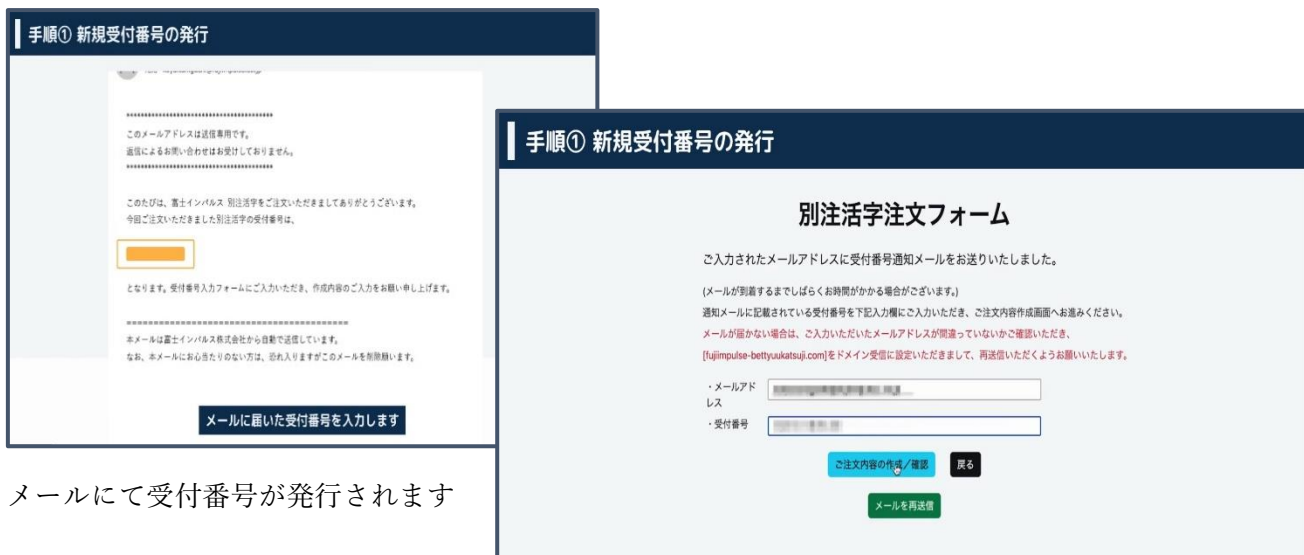 手順① 新規受付番号の発行
****************************************
このメールアドレスは送信専用です。
返信によるお問い合わせはお受けしておりません。
****************************************
このたびは、富士インパルス 別注活字をご注文いただきましてありがとうございます。
今回ご注文いただきました別注活字の受付番号は、
となります。受付番号入力フォームにご入力いただき、作成内容のご入力をお願い申し上げます。
========================================
本メールは富士インパルス株式会社から自動で送信しています。
なお、本メールにお心当たりのない方は、恐れ入りますがこのメールを削除願います。
メールに届いた受付番号を入力します
メールにて受付番号が発行されます
手順① 新規受付番号の発行
別注活字注文フォーム
ご入力されたメールアドレスに受付番号通知メールをお送りいたしました。
(メールが到着するまでしばらくお時間がかかる場合がございます。)
通知メールに記載されている受付番号を下記入力欄にご入力いただき、ご注文内容作成画面へお進みください。
メールが届かない場合は、ご入力いただいたメールアドレスが間違っていないかご確認いただき、
[fujiimpulse-bettyuukatsuji.com]をドメイン受信に設定いただきまして、再送信いただくようお願いいたします。
・メールアド
レス
・受付番号
ご注文内容の作成／確認 戻る
メールを再送信